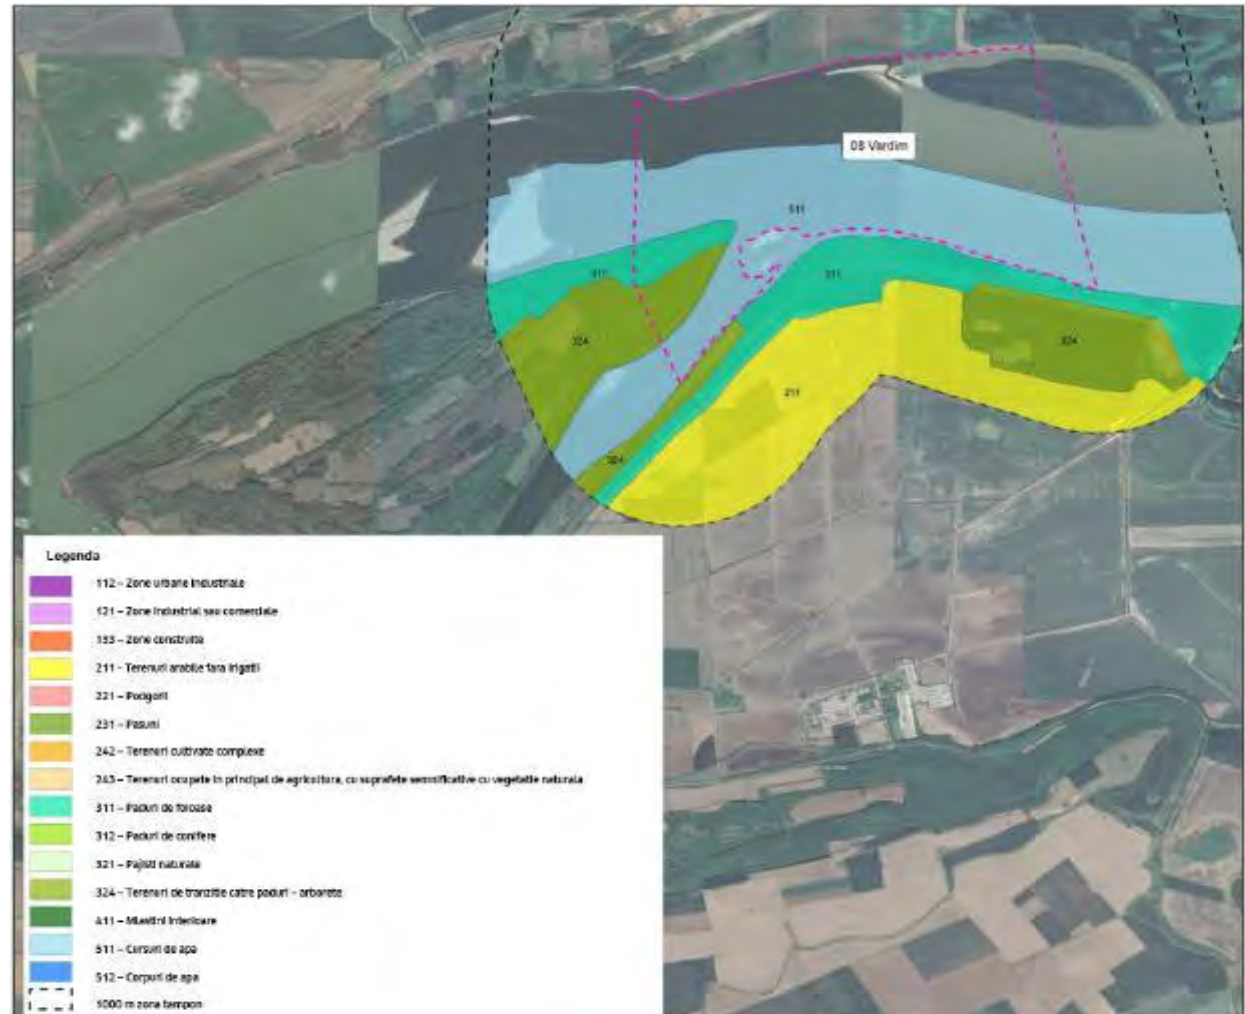 08 Vardim
511
311
311
324
324
211
324
Legenda
112 – Zone urbane industriale
121 – Zone industrial sau comerciale
133 – Zone construite
211 – Terenuri arabile fara irigatii
221 – Podgorii
231 – Pasuni
242 – Terenuri cultivate complexe
243 – Terenuri ocupate in principal de agricultura, cu suprafete semnificative cu vegetatie naturala
311 – Paduri de foioase
312 – Paduri de conifere
321 – Pajisti naturale
324 – Terenuri de tranzitie catre paduri – arborete
411 – Mlastini interioare
511 – Cursuri de apa
512 – Corpuri de apa
1000 m zona tampon